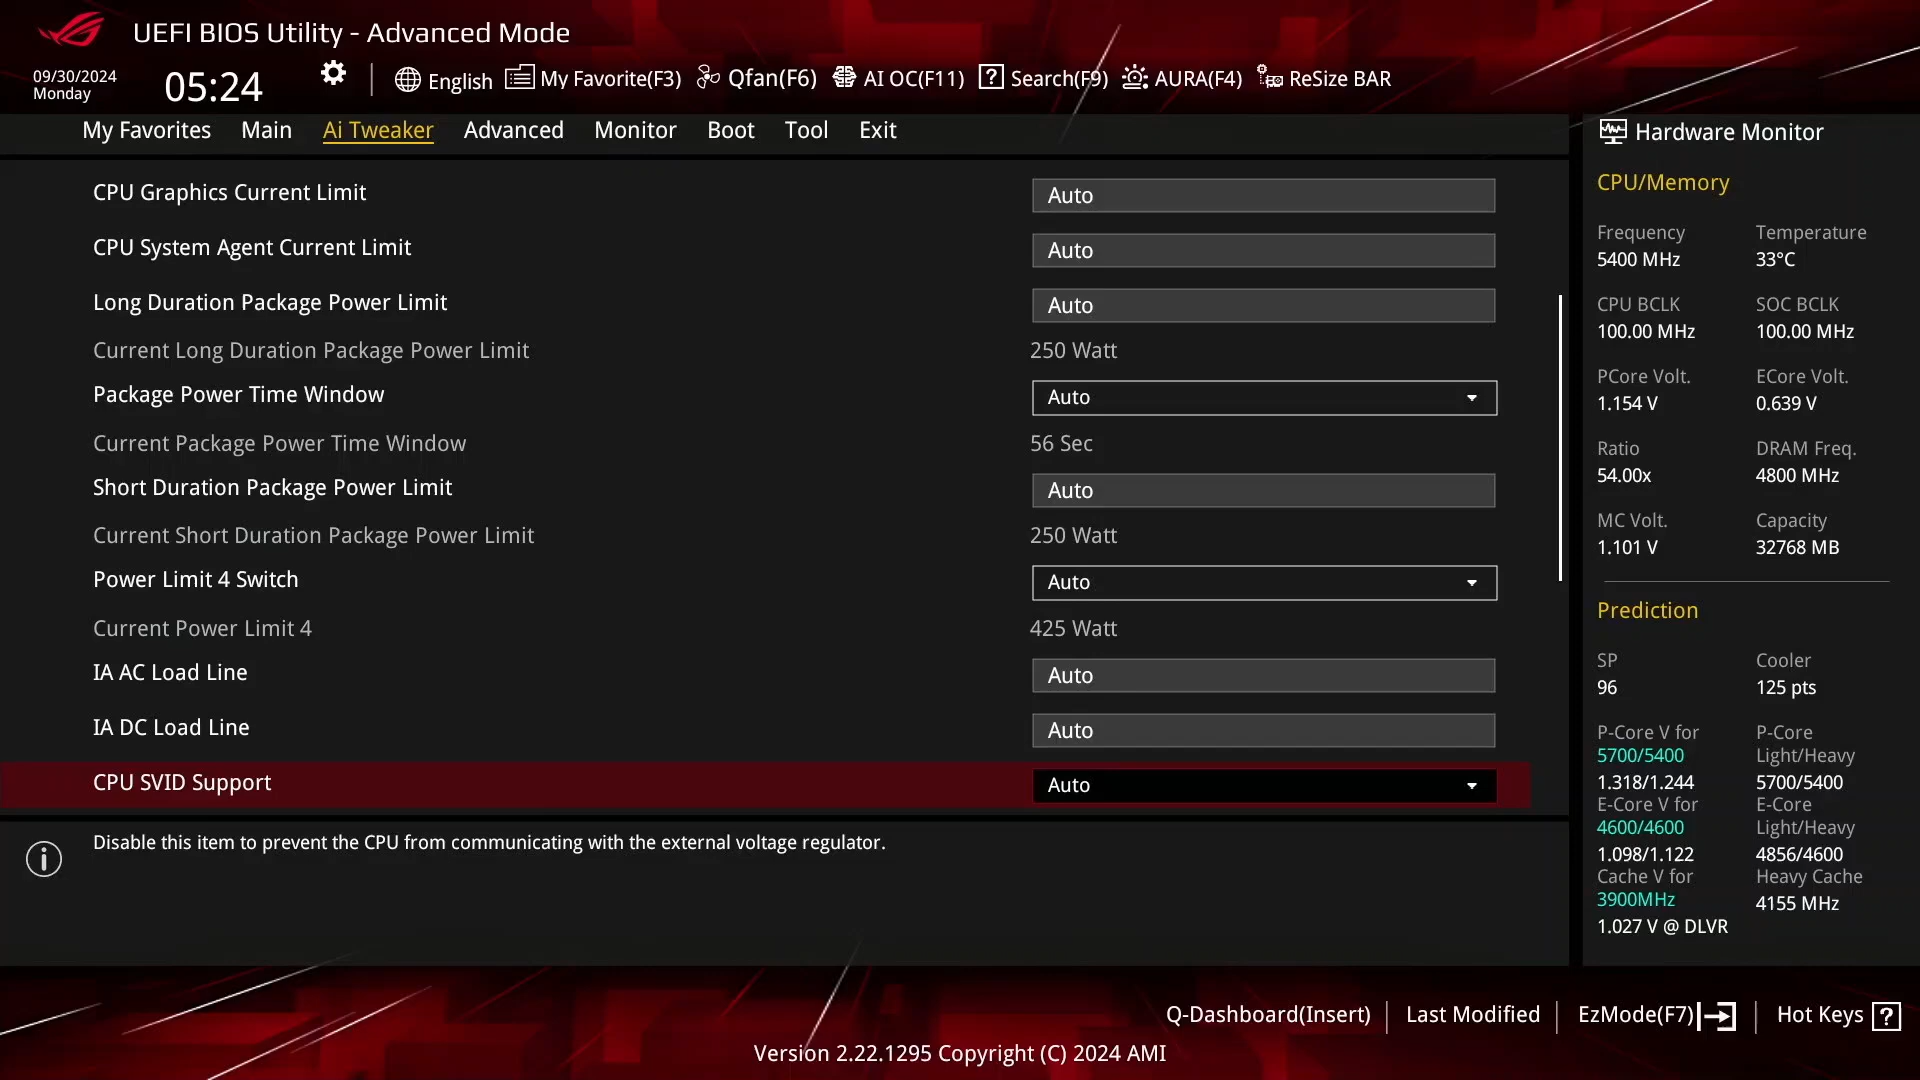 UEFI BIOS Utility - Advanced Mode
09/30/2024
Monday
05:24
English
My Favorite(F3)
Qfan(F6)
AI OC(F11)
Search(F9)
AURA(F4)
ReSize BAR
My Favorites
Main
Ai Tweaker
Advanced
Monitor
Boot
Tool
Exit
CPU Graphics Current Limit
Auto
CPU System Agent Current Limit
Auto
Long Duration Package Power Limit
Auto
Current Long Duration Package Power Limit
250 Watt
Package Power Time Window
Auto
Current Package Power Time Window
56 Sec
Short Duration Package Power Limit
Auto
Current Short Duration Package Power Limit
250 Watt
Power Limit 4 Switch
Auto
Current Power Limit 4
425 Watt
IA AC Load Line
Auto
IA DC Load Line
Auto
CPU SVID Support
Auto
Disable this item to prevent the CPU from communicating with the external voltage regulator.
Hardware Monitor
CPU/Memory
Frequency
5400 MHz
Temperature
33°C
CPU BCLK
100.00 MHz
SOC BCLK
100.00 MHz
PCore Volt.
1.154 V
ECore Volt.
0.639 V
Ratio
54.00x
DRAM Freq.
4800 MHz
MC Volt.
1.101 V
Capacity
32768 MB
Prediction
SP
96
Cooler
125 pts
P-Core V for
5700/5400
1.318/1.244
P-Core
Light/Heavy
5700/5400
E-Core V for
4600/4600
1.098/1.122
E-Core
Light/Heavy
4856/4600
Cache V for
3900MHz
1.027 V @ DLVR
Heavy Cache
4155 MHz
Q-Dashboard(Insert)
Last Modified
EzMode(F7)
Hot Keys ?
Version 2.22.1295 Copyright (C) 2024 AMI